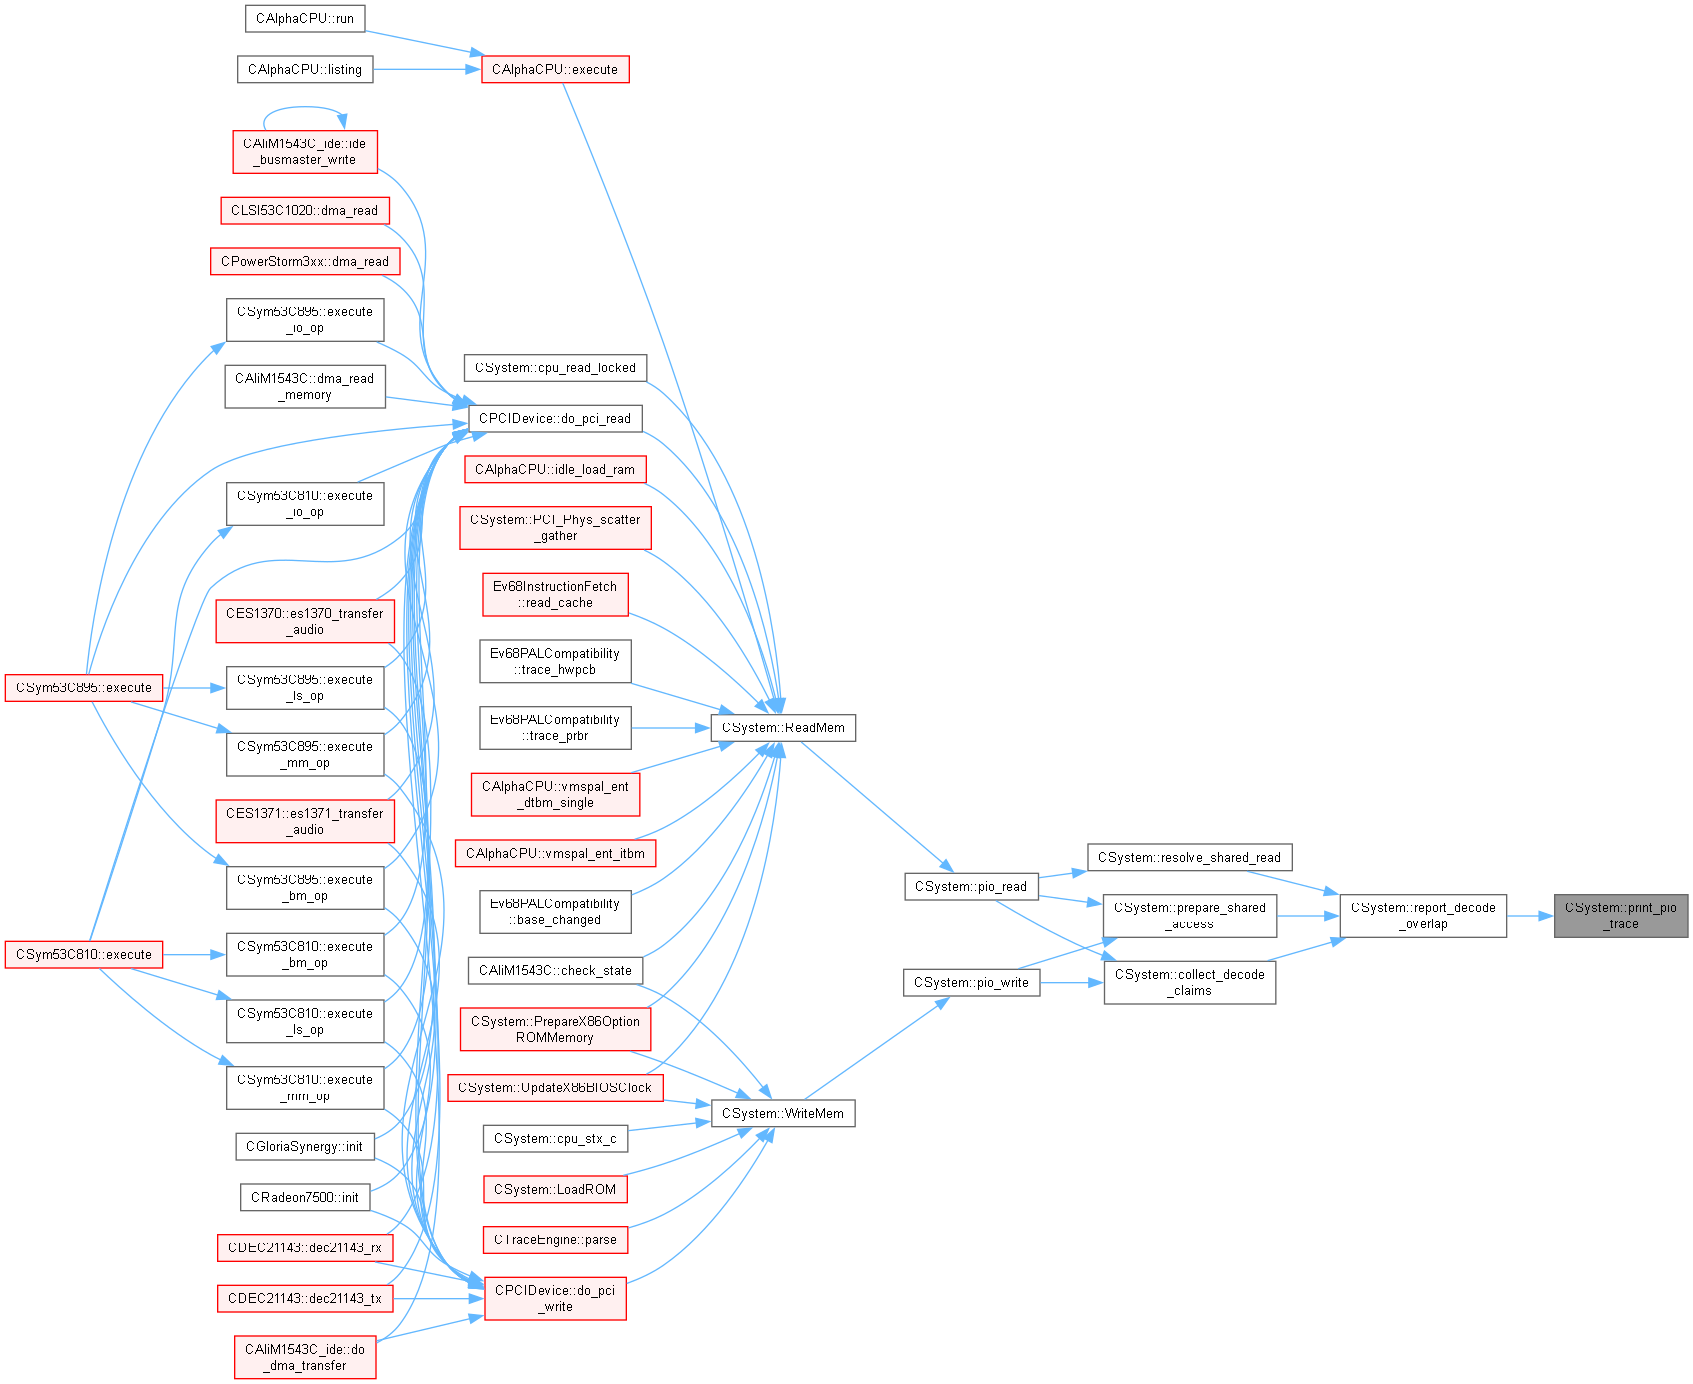 CAlphaCPU::run
CAlphaCPU::listing
CAlphaCPU::execute
CAliM1543C_ide::ide
_busmaster_write
CLSI53C1020::dma_read
CPowerStorm3xx::dma_read
CSym53C895::execute
_io_op
CAliM1543C::dma_read
_memory
CSym53C810::execute
_io_op
CES1370::es1370_transfer
_audio
CSym53C895::execute
_ls_op
CSym53C895::execute
CSym53C895::execute
_mm_op
CES1371::es1371_transfer
_audio
CSym53C895::execute
_bm_op
CSym53C810::execute
CSym53C810::execute
_bm_op
CSym53C810::execute
_ls_op
CSym53C810::execute
_mm_op
CGloriaSynergy::init
CRadeon7500::init
CDEC21143::dec21143_rx
CDEC21143::dec21143_tx
CAliM1543C_ide::do
_dma_transfer
CSystem::cpu_read_locked
CPCIDevice::do_pci_read
CAlphaCPU::idle_load_ram
CSystem::PCI_Phys_scatter
_gather
Ev68InstructionFetch
::read_cache
Ev68PALCompatibility
::trace_hwpcb
Ev68PALCompatibility
::trace_prbr
CAlphaCPU::vmspal_ent
_dtbm_single
CAlphaCPU::vmspal_ent_itbm
Ev68PALCompatibility
::base_changed
CAliM1543C::check_state
CSystem::PrepareX86Option
ROMMemory
CSystem::UpdateX86BIOSClock
CSystem::cpu_stx_c
CSystem::LoadROM
CTraceEngine::parse
CPCIDevice::do_pci
_write
CSystem::ReadMem
CSystem::WriteMem
CSystem::pio_read
CSystem::pio_write
CSystem::resolve_shared_read
CSystem::prepare_shared
_access
CSystem::collect_decode
_claims
CSystem::report_decode
_overlap
CSystem::print_pio
_trace